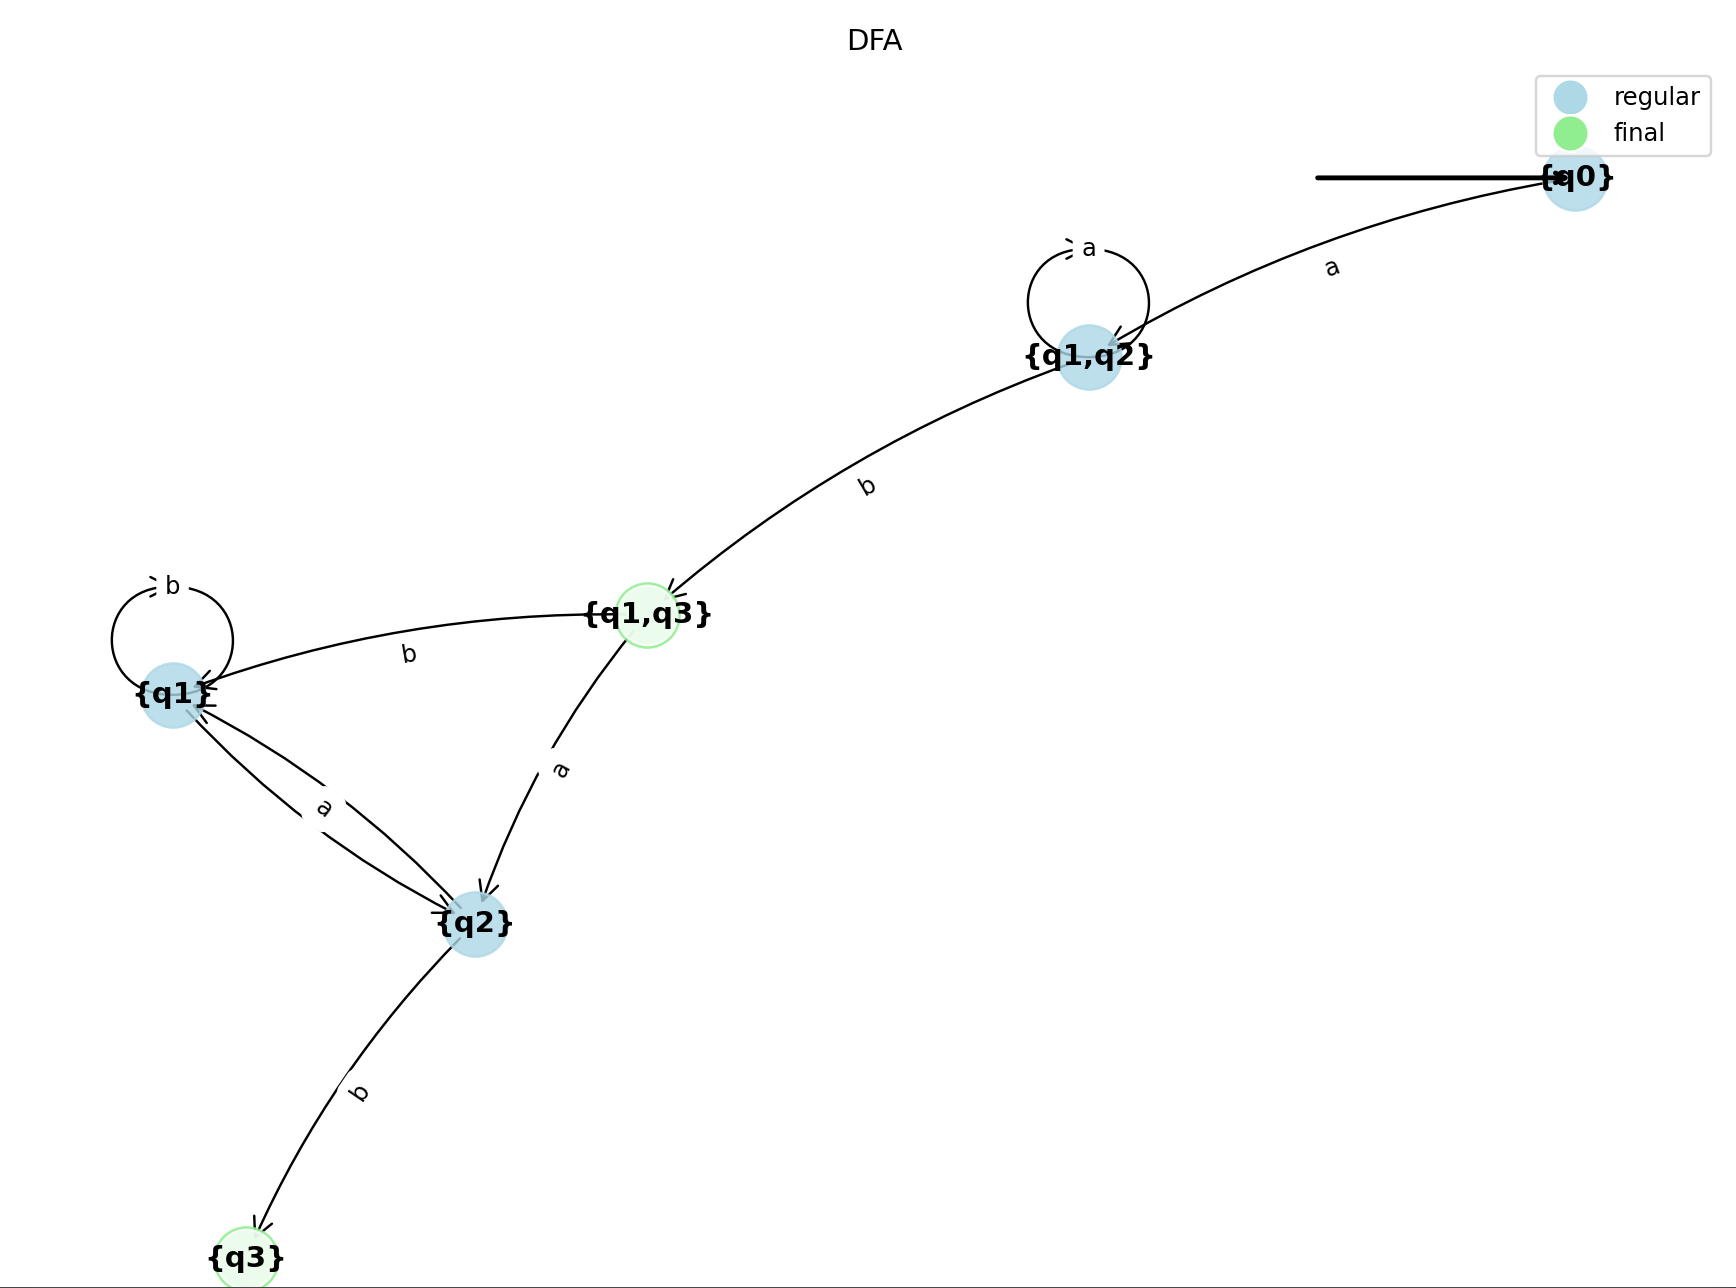 DFA
regular
final
{q0}
a
a
{q1,q2}
b
b
{q1,q3}
b
{q1}
a
a
{q2}
b
{q3}